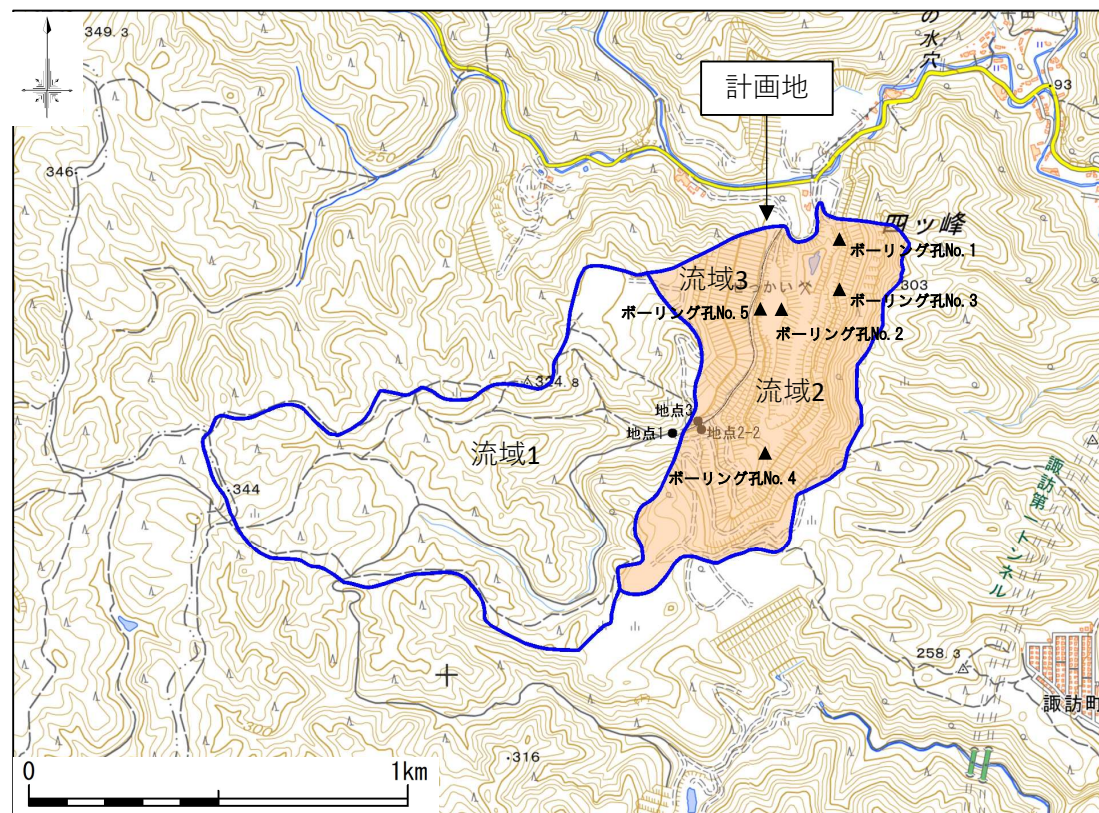 349.3
の水穴
93
計画地
250
346
四ッ峰
ボーリング孔No.1
流域3
303
ボーリング孔No.3
ボーリング孔No.5
ボーリング孔No.2
324.8
流域2
地点3
地点1
地点2-2
流域1
ボーリング孔No.4
344
諏訪第一トンネル
258.3
諏訪町
300
316
0
1km